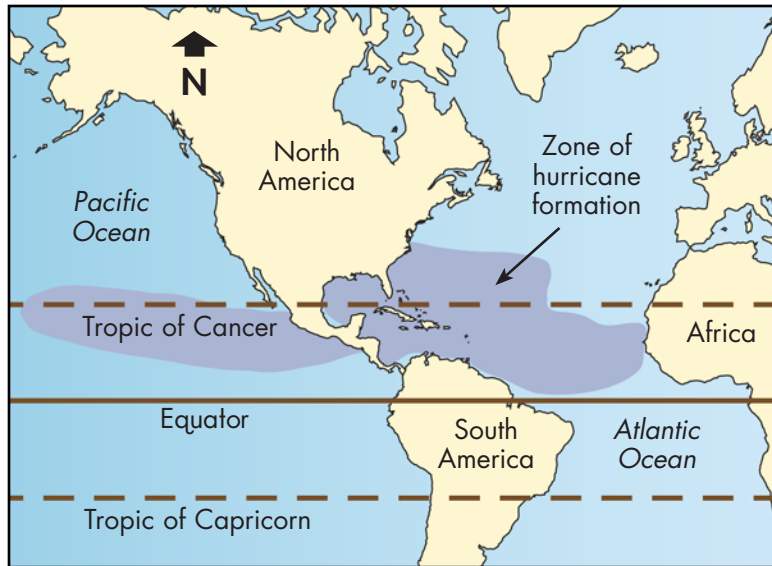 N
North
America
Zone of
hurricane
formation
Pacific
Ocean
Tropic of Cancer
Africa
Equator
South
America
Atlantic
Ocean
Tropic of Capricorn